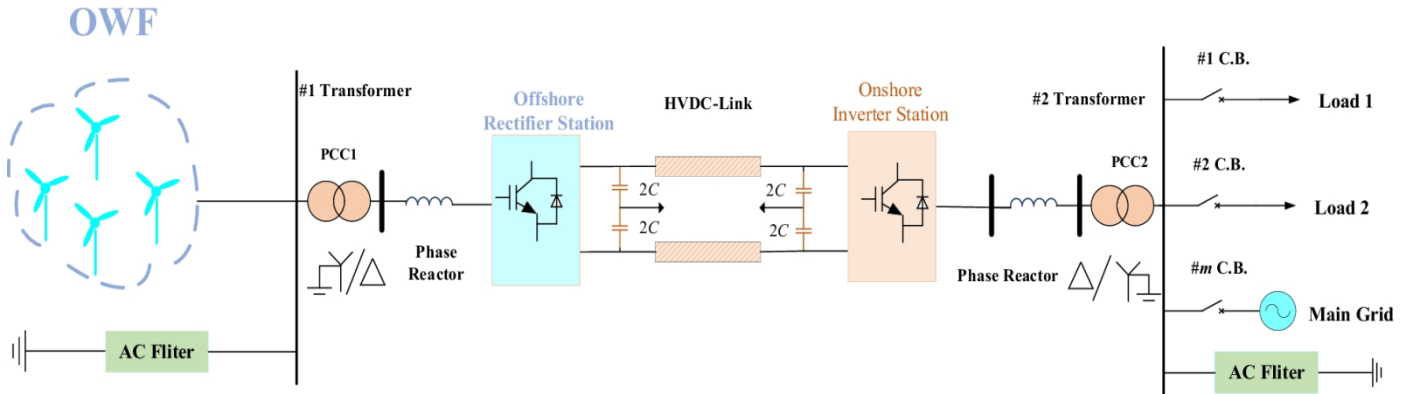 OWF
#1 Transformer
PCC1
Phase
Reactor
AC Fliter
Offshore
Rectifier Station
HVDC-Link
2C
2C
2C
2C
Onshore
Inverter Station
#2 Transformer
PCC2
Phase Reactor
#1 C.B.
Load 1
#2 C.B.
Load 2
#m C.B.
Main Grid
AC Fliter